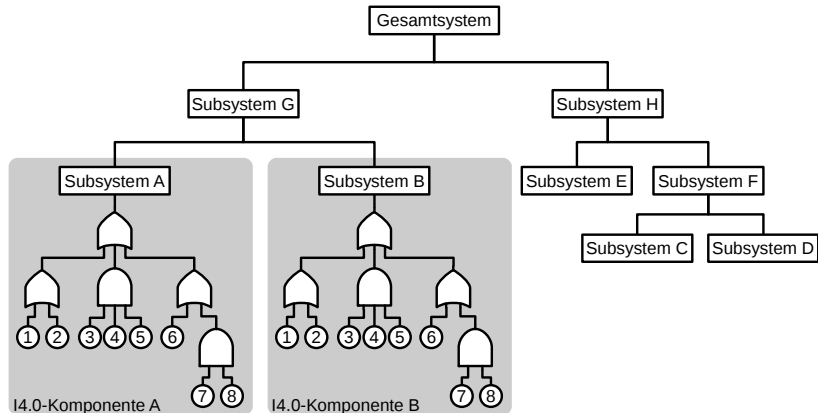 Gesamtsystem
Subsystem G
Subsystem H
Subsystem A
Subsystem B
Subsystem E
Subsystem F
Subsystem C
Subsystem D
1 2 3 4 5 6
1 2 3 4 5 6
7 8
7 8
I4.0-Komponente A
I4.0-Komponente B